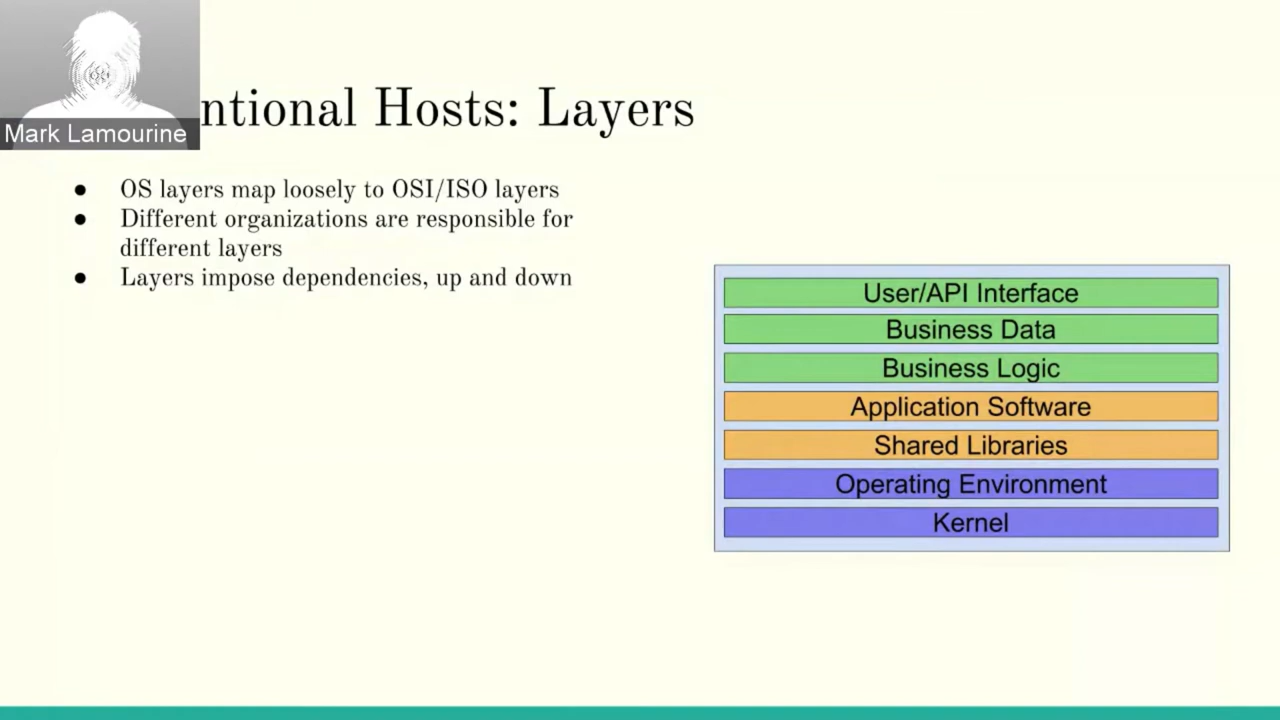 Mark Lamourine
ntional Hosts: Layers
● OS layers map loosely to OSI/ISO layers
● Different organizations are responsible for
different layers
● Layers impose dependencies, up and down
User/API Interface
Business Data
Business Logic
Application Software
Shared Libraries
Operating Environment
Kernel